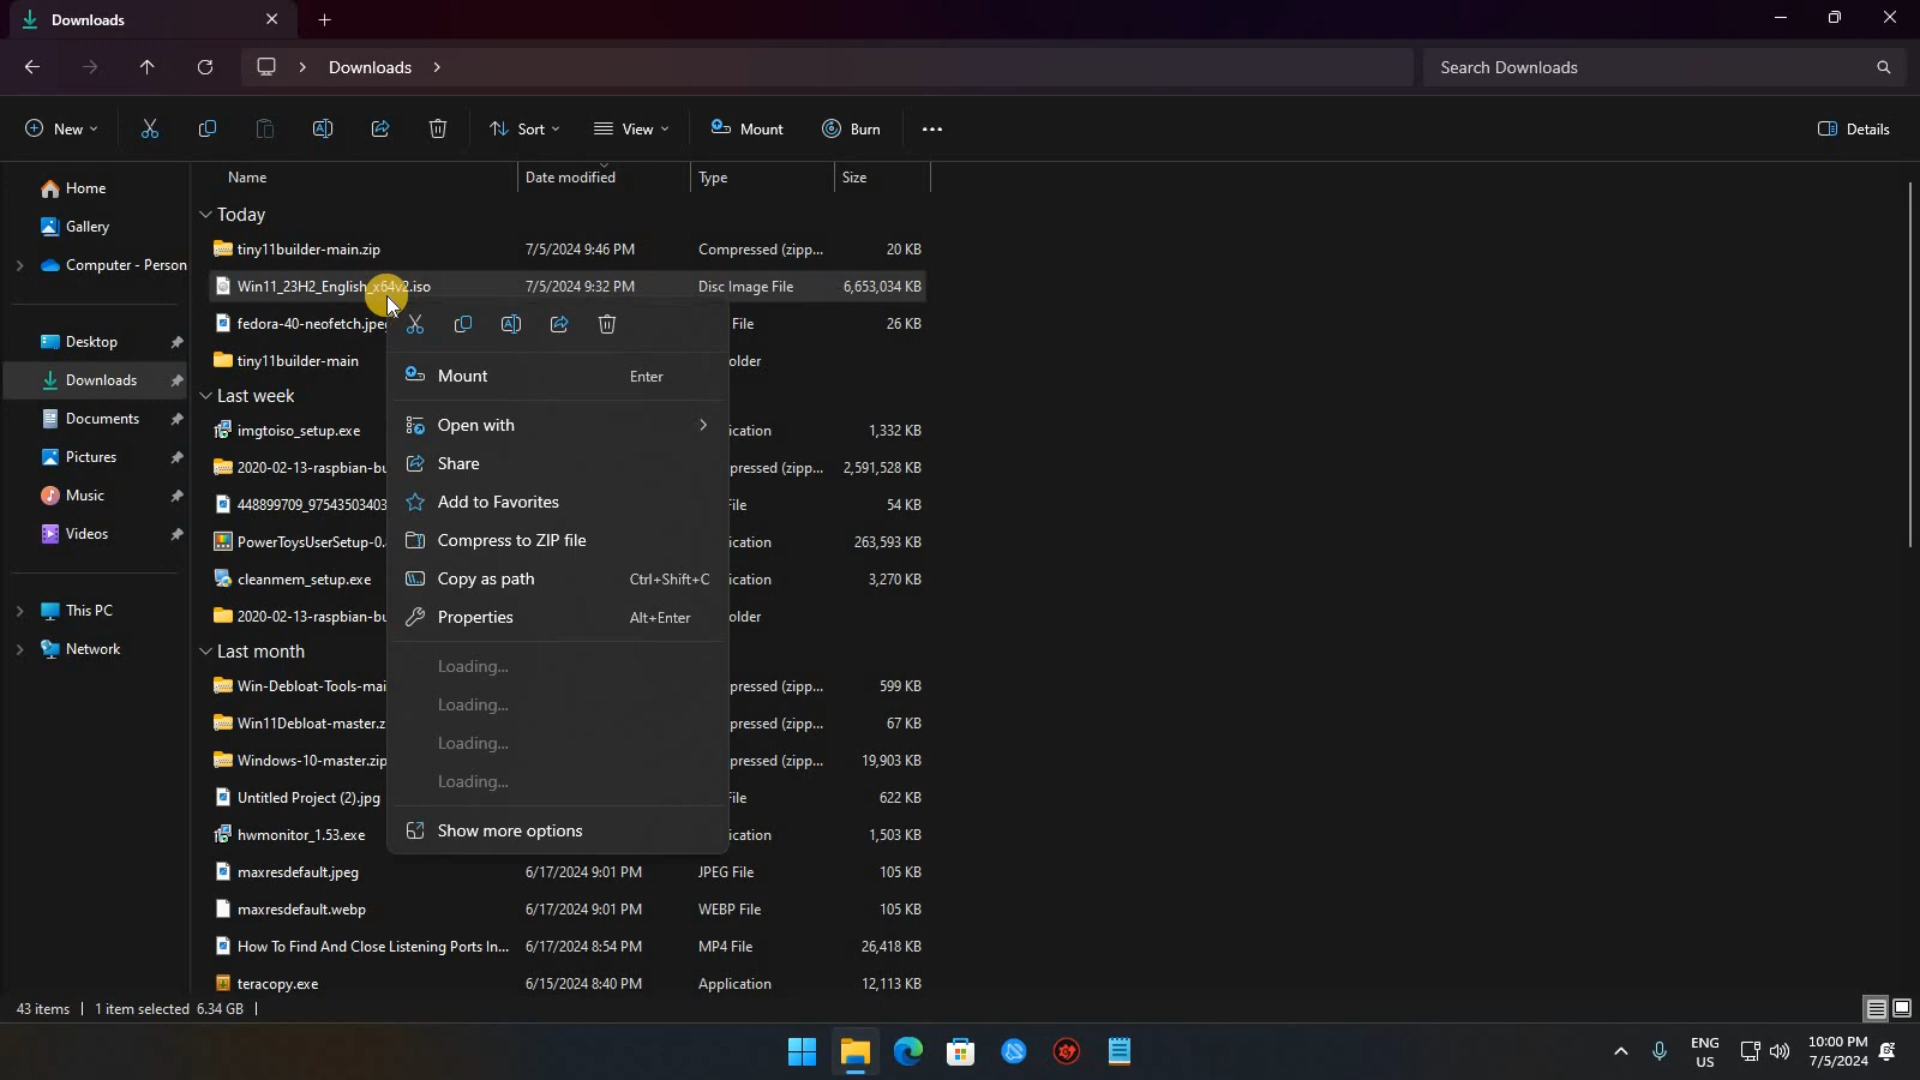 Downloads
Downloads
Search Downloads
New
Sort
View
Mount
Burn
Details
Name Date modified Type Size
Home
Gallery
Computer - Person
Desktop
Downloads
Documents
Pictures
Music
Videos
This PC
Network
Today
tiny11builder-main.zip 7/5/2024 9:46 PM Compressed (zipp... 20 KB
Win11_23H2_English_x64v2.iso 7/5/2024 9:32 PM Disc Image File 6,653,034 KB
fedora-40-neofetch.jpeg File 26 KB
tiny11builder-main older
Last week
imgtoiso_setup.exe ication 1,332 KB
2020-02-13-raspbian-bu pressed (zipp... 2,591,528 KB
448899709_97543503403 File 54 KB
PowerToysUserSetup-0. ication 263,593 KB
cleanmem_setup.exe ication 3,270 KB
2020-02-13-raspbian-bu older
Last month
Win-Debloat-Tools-mai pressed (zipp... 599 KB
Win11Debloat-master.z pressed (zipp... 67 KB
Windows-10-master.zip pressed (zipp... 19,903 KB
Untitled Project (2).jpg File 622 KB
hwmonitor_1.53.exe ication 1,503 KB
maxresdefault.jpeg 6/17/2024 9:01 PM JPEG File 105 KB
maxresdefault.webp 6/17/2024 9:01 PM WEBP File 105 KB
How To Find And Close Listening Ports In... 6/17/2024 8:54 PM MP4 File 26,418 KB
teracopy.exe 6/15/2024 8:40 PM Application 12,113 KB
Mount Enter
Open with
Share
Add to Favorites
Compress to ZIP file
Copy as path Ctrl+Shift+C
Properties Alt+Enter
Loading...
Loading...
Loading...
Loading...
Show more options
43 items 1 item selected 6.34 GB
ENG
US
10:00 PM
7/5/2024